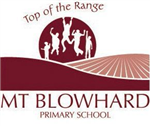 Top of the Range
MT BLOWHARD
PRIMARY SCHOOL